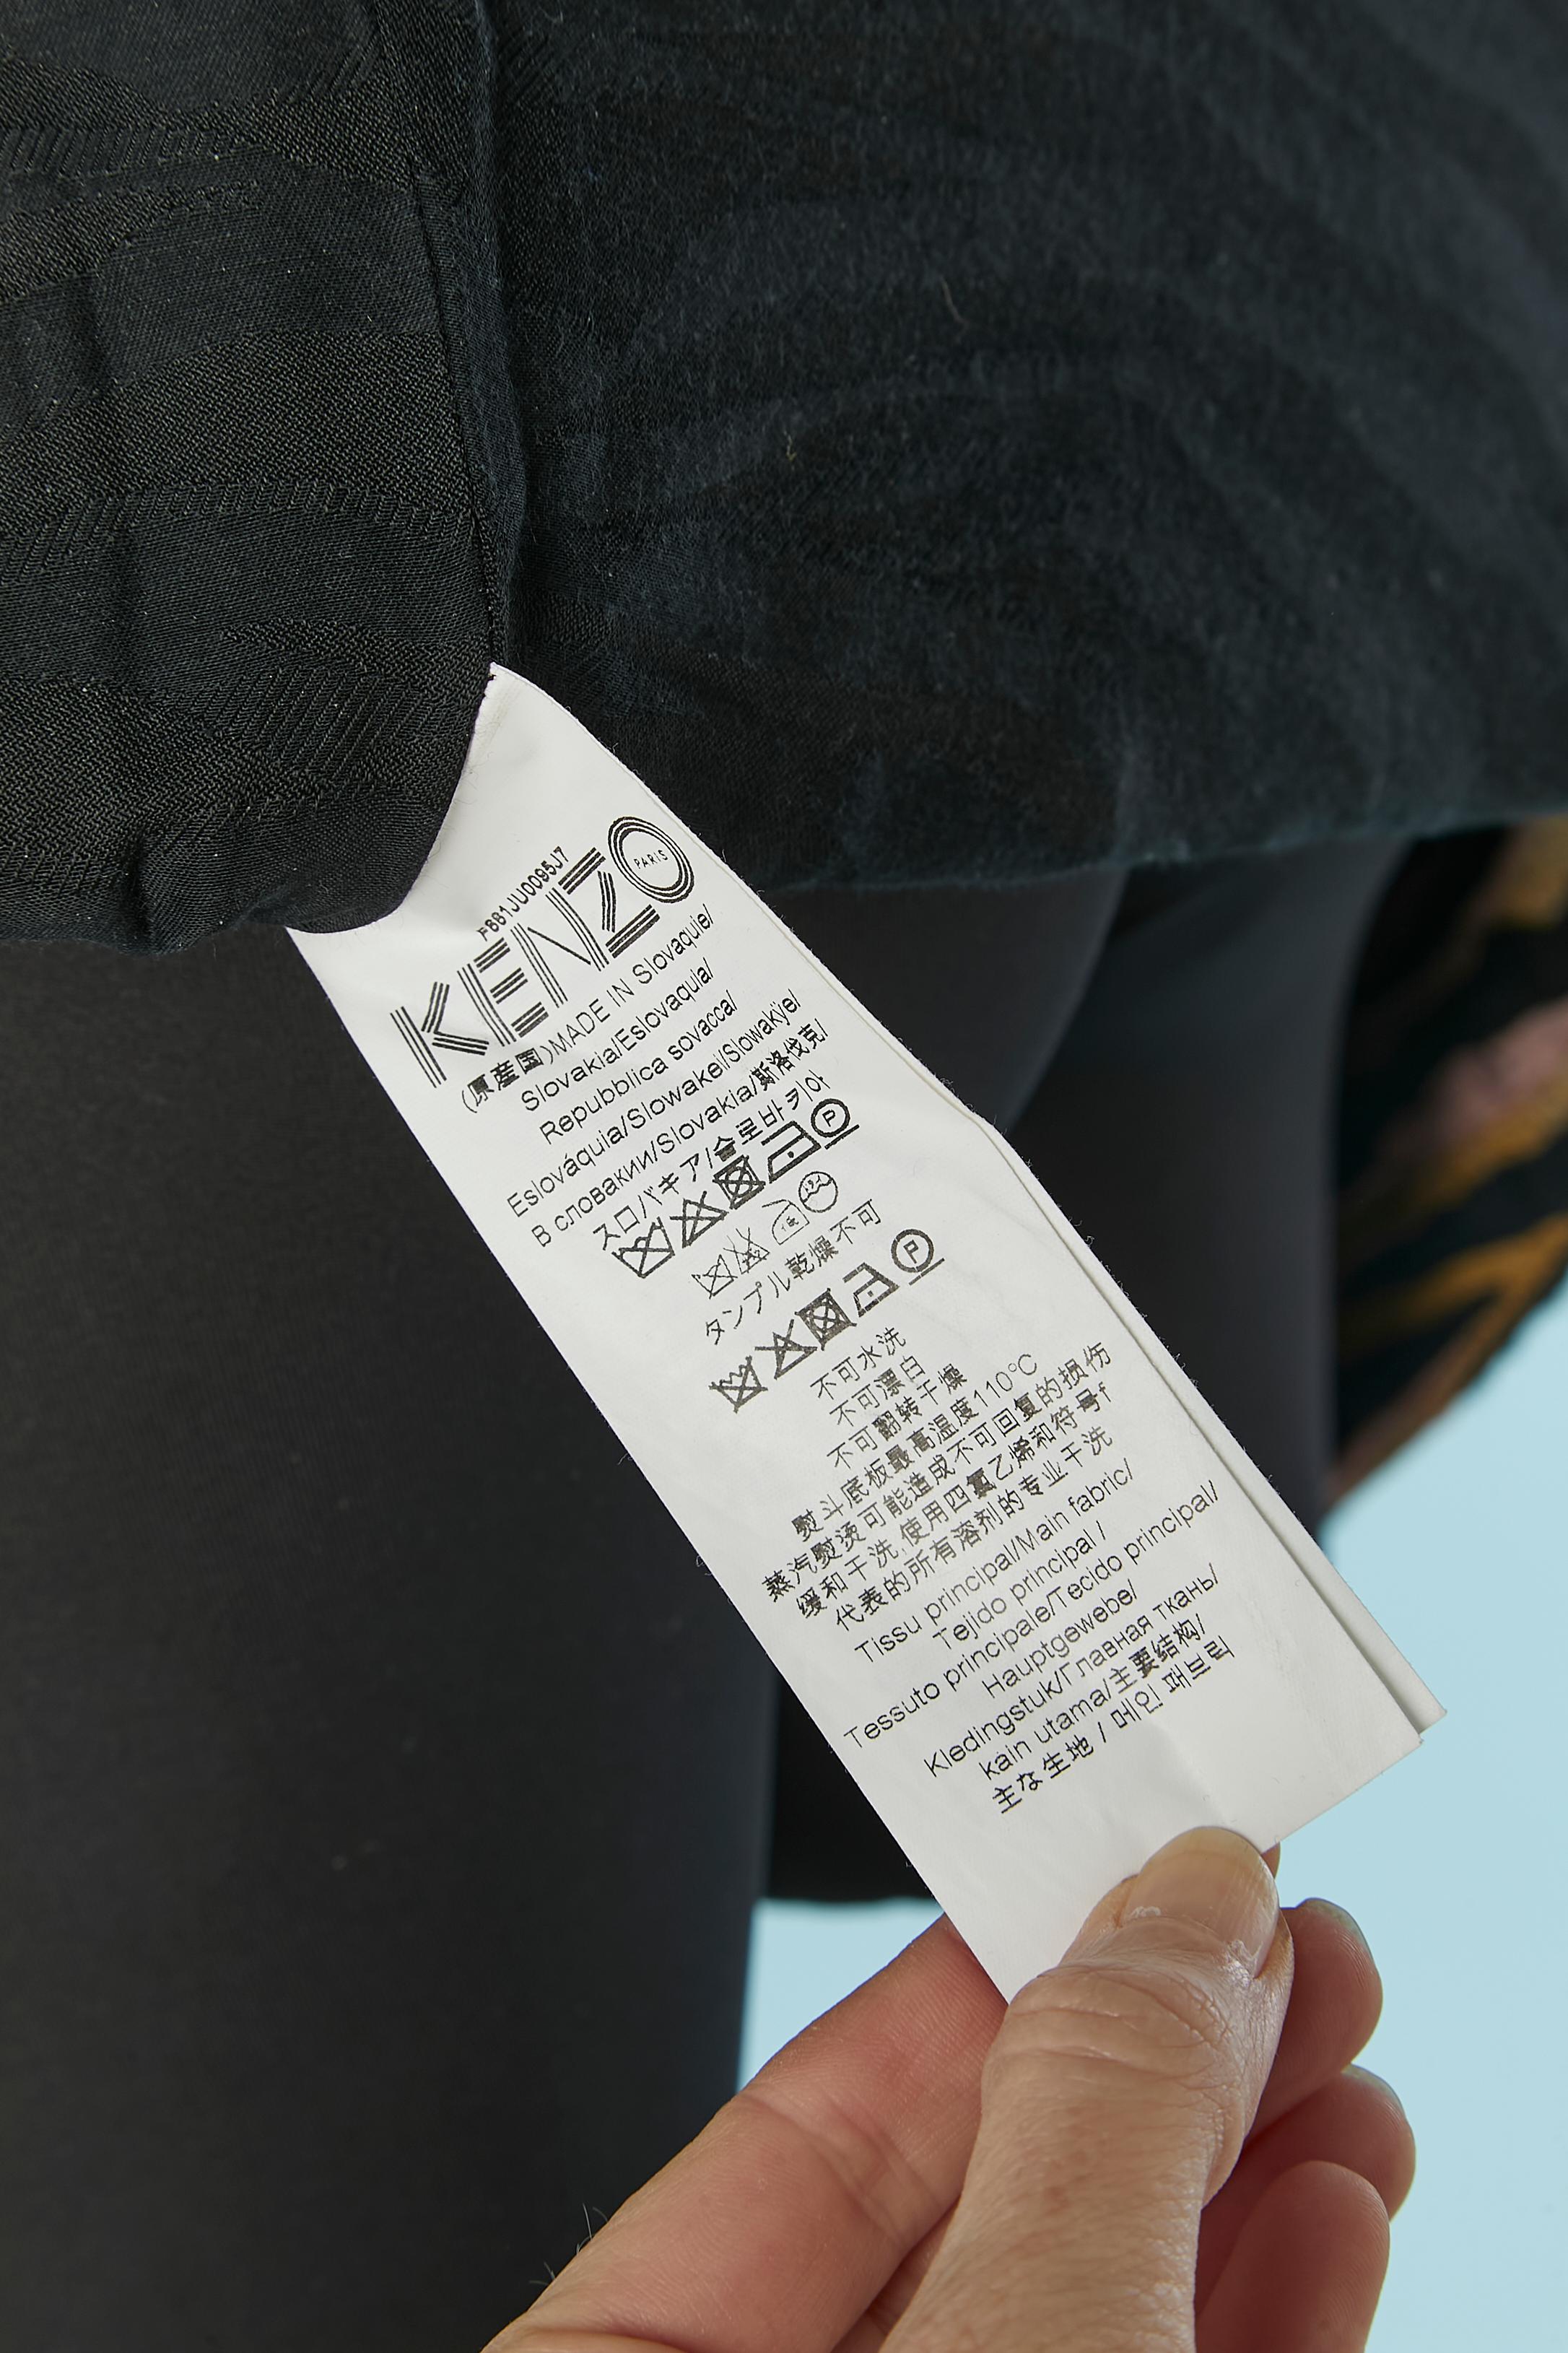 F861JU0095J7
KENZO
PARIS
(原産国)MADE IN Slovaquie/
Slovakia/Eslovaquia/
Repubblica sovacca/
Eslováquia/Slowakei/Slowakÿe/
В словакии/Slovakia/斯洛伐克/
スロバキア/슬로바키아
P
タンブル乾燥不可
P
不可水洗
不可漂白
不可翻转干燥
熨斗底板最高温度110°C
蒸汽熨烫可能造成不可回复的损伤
缓和干洗,使用四氯乙烯和符号f
代表的所有溶剂的专业干洗
Tissu principal/Main fabric/
Tejido principal /
Tessuto principale/Tecido principal/
Hauptgewebe/
Kledingstuk/Главная ткань/
kain utama/主要结构/
主な生地 / 메인 패브릭